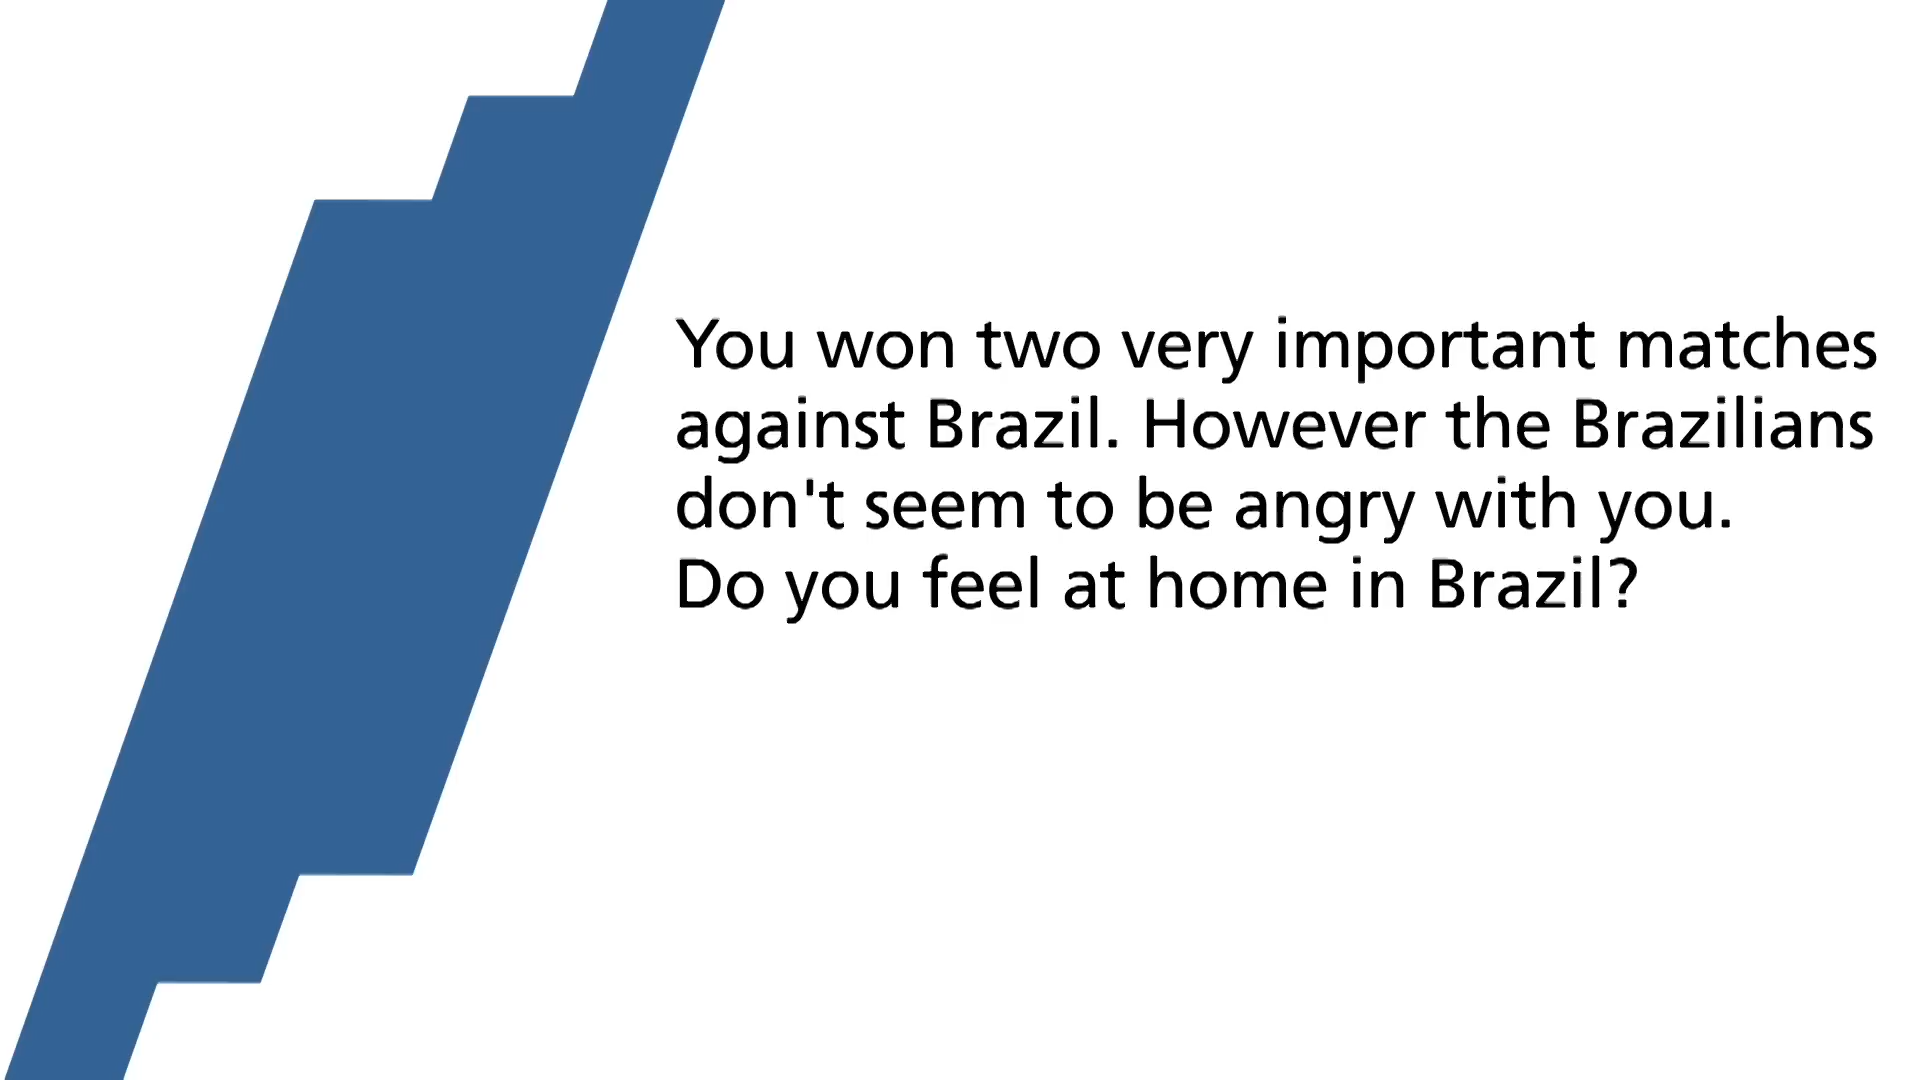 You won two very important matches
against Brazil. However the Brazilians
don't seem to be angry with you.
Do you feel at home in Brazil?